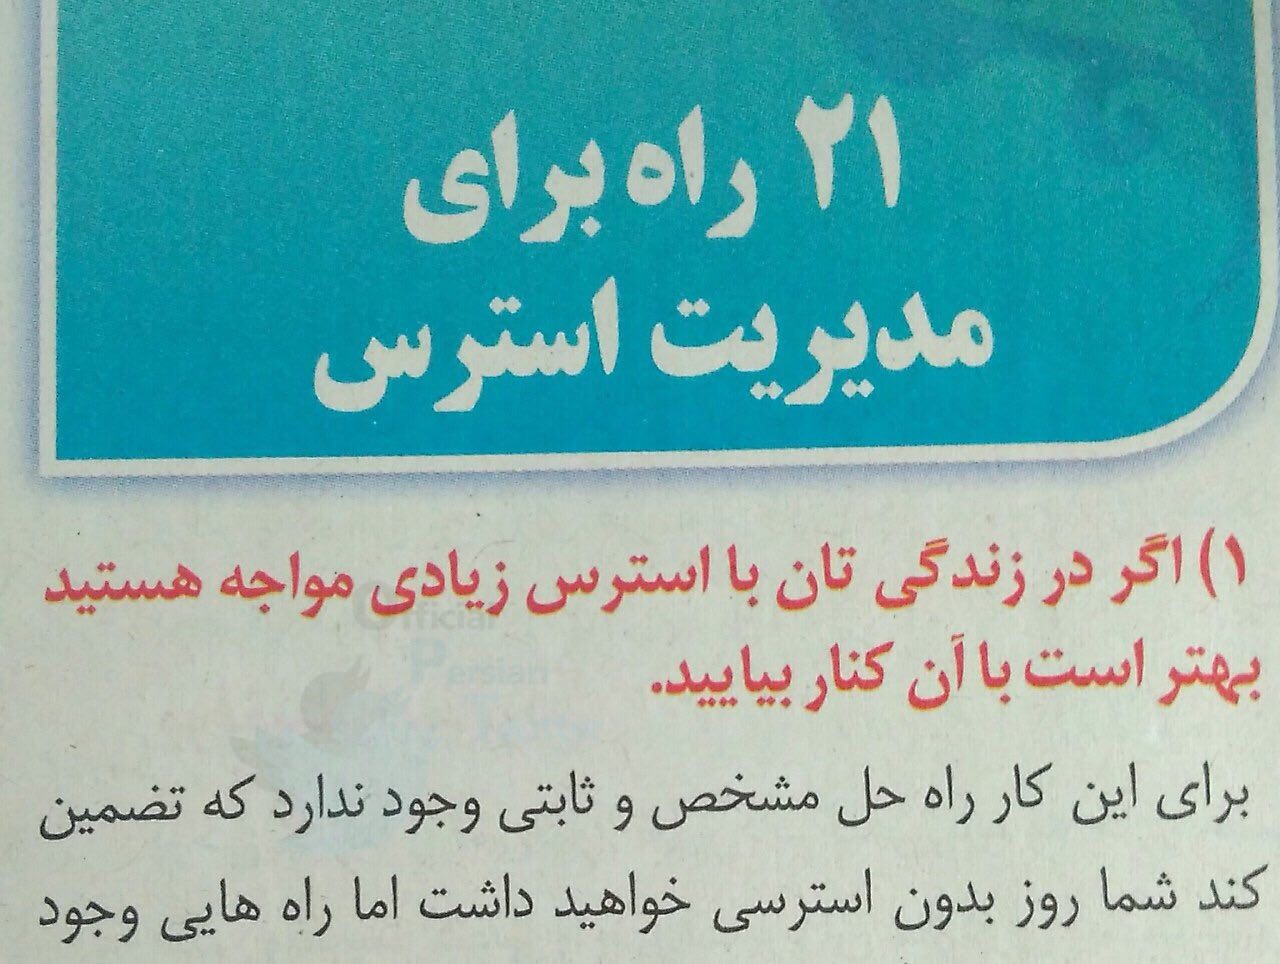 ۲۱ راه برای
مدیریت استرس
۱) اگر در زندگی تان با استرس زیادی مواجه هستید
بهتر است با آن کنار بیایید.
Official
Persian
برای این کار راه حل مشخص و ثابتی وجود ندارد که تضمین
کند شما روز بدون استرسی خواهید داشت اما راه هایی وجود